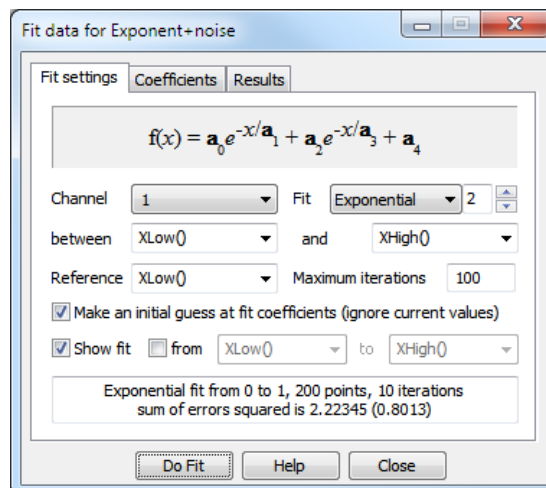 Fit data for Exponent+noise
Fit settings Coefficients Results
f(x) = a₀e^-x/a₁ + a₂e^-x/a₃ + a₄
Channel 1 Fit Exponential 2
between XLow() and XHigh()
Reference XLow() Maximum iterations 100
Make an initial guess at fit coefficients (ignore current values)
Show fit from XLow() to XHigh()
Exponential fit from 0 to 1, 200 points, 10 iterations
sum of errors squared is 2.22345 (0.8013)
Do Fit Help Close